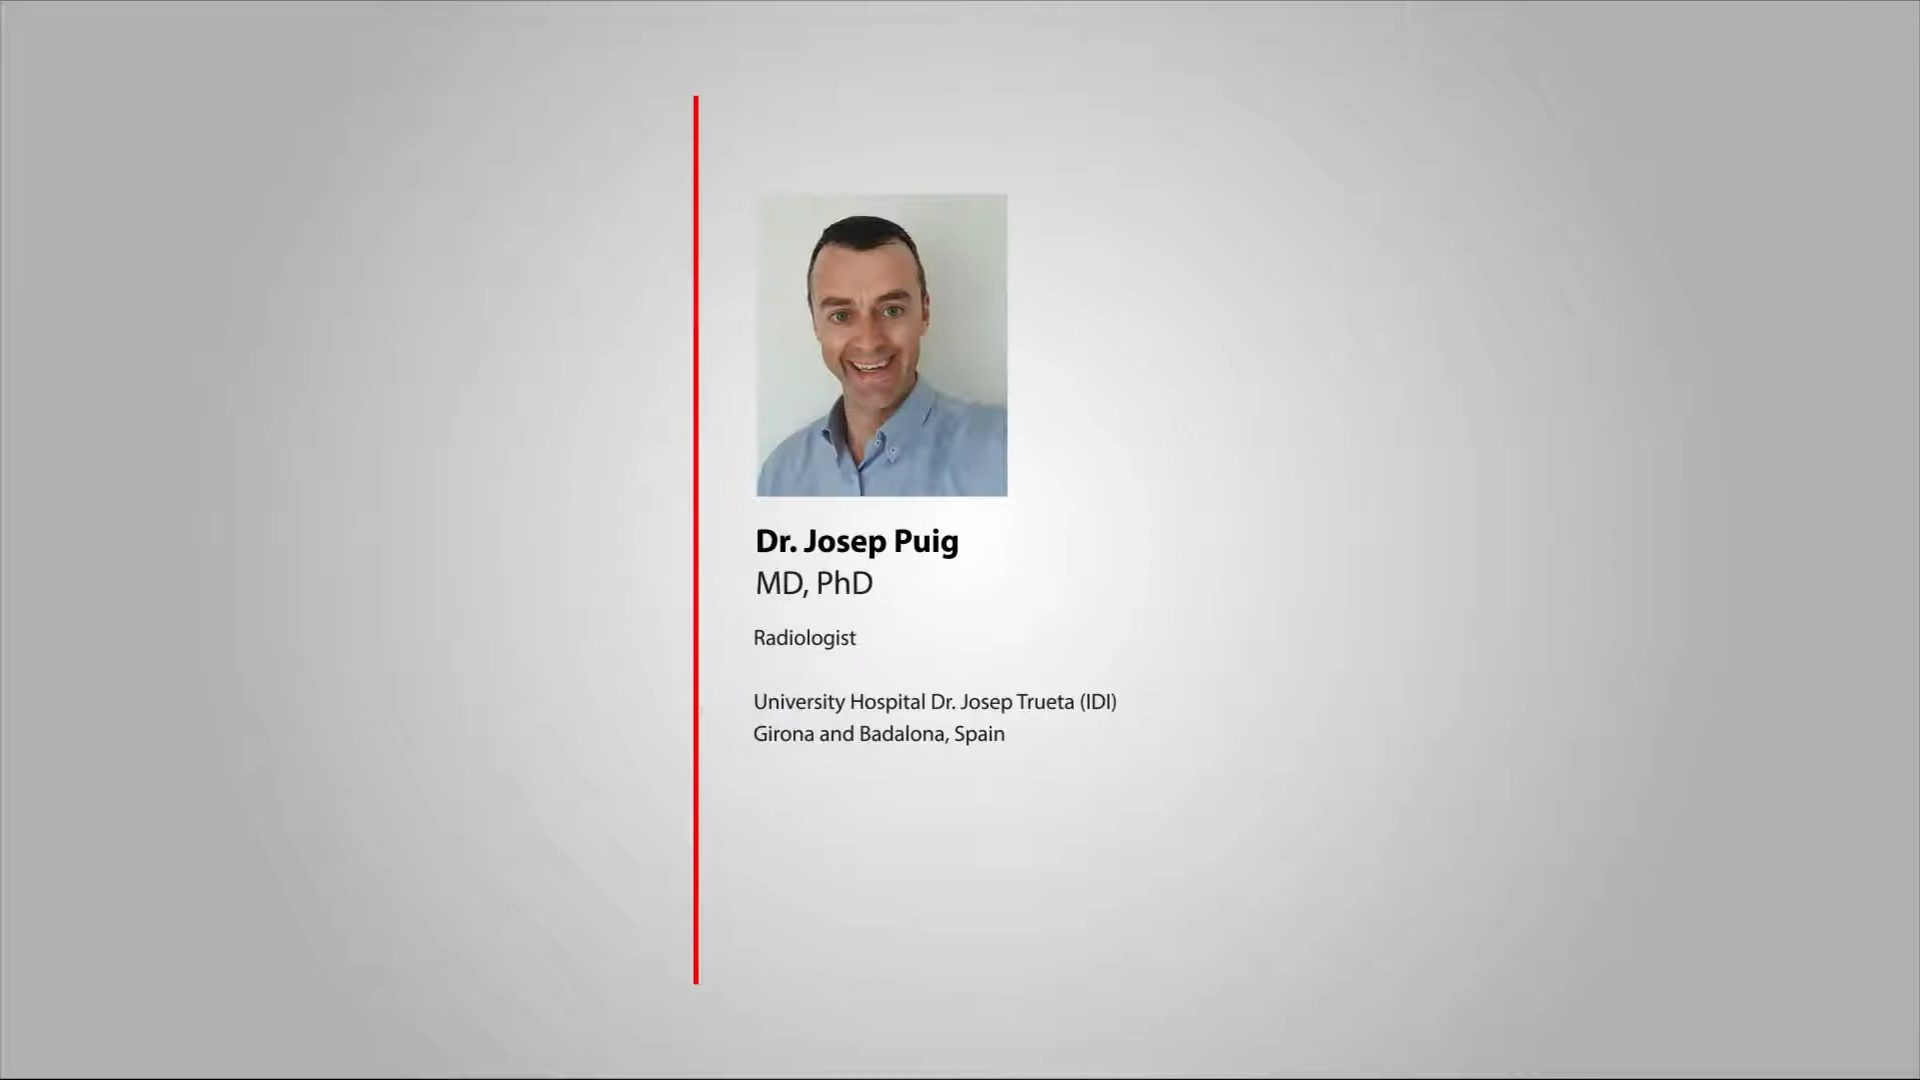 Dr. Josep Puig
MD, PhD
Radiologist
University Hospital Dr. Josep Trueta (IDI)
Girona and Badalona, Spain